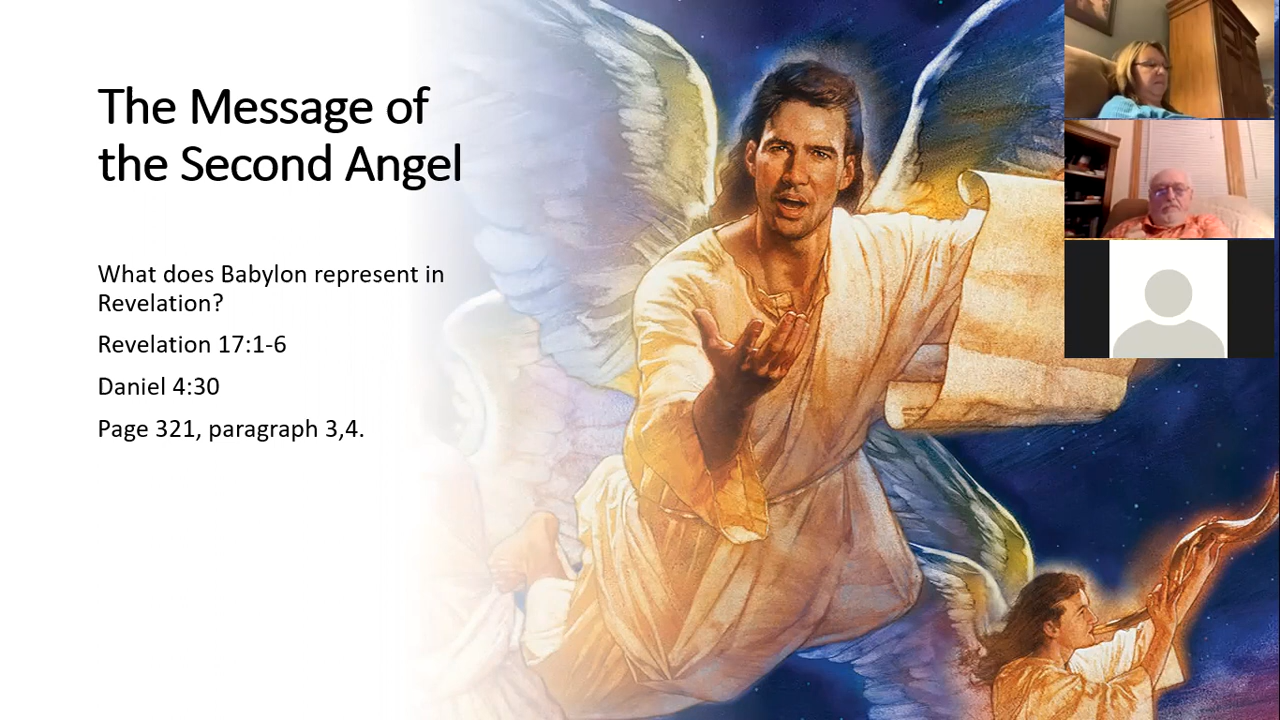 The Message of
the Second Angel
What does Babylon represent in
Revelation?
Revelation 17:1-6
Daniel 4:30
Page 321, paragraph 3,4.